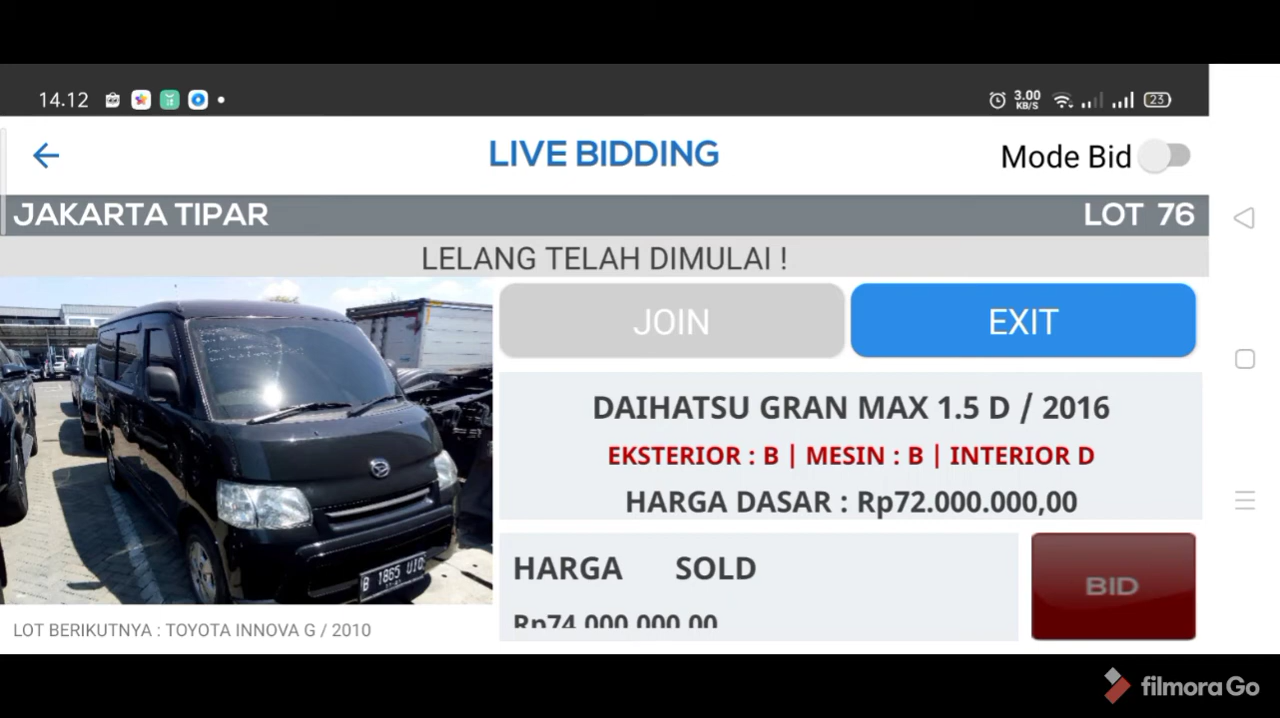 14.12
3.00
KB/S
23
LIVE BIDDING
Mode Bid
JAKARTA TIPAR
LOT 76
LELANG TELAH DIMULAI !
JOIN
EXIT
DAIHATSU GRAN MAX 1.5 D / 2016
EKSTERIOR : B | MESIN : B | INTERIOR D
HARGA DASAR : Rp72.000.000,00
HARGA SOLD
Rp74.000.000,00
BID
B 1865 UIO
LOT BERIKUTNYA : TOYOTA INNOVA G / 2010
filmoraGo